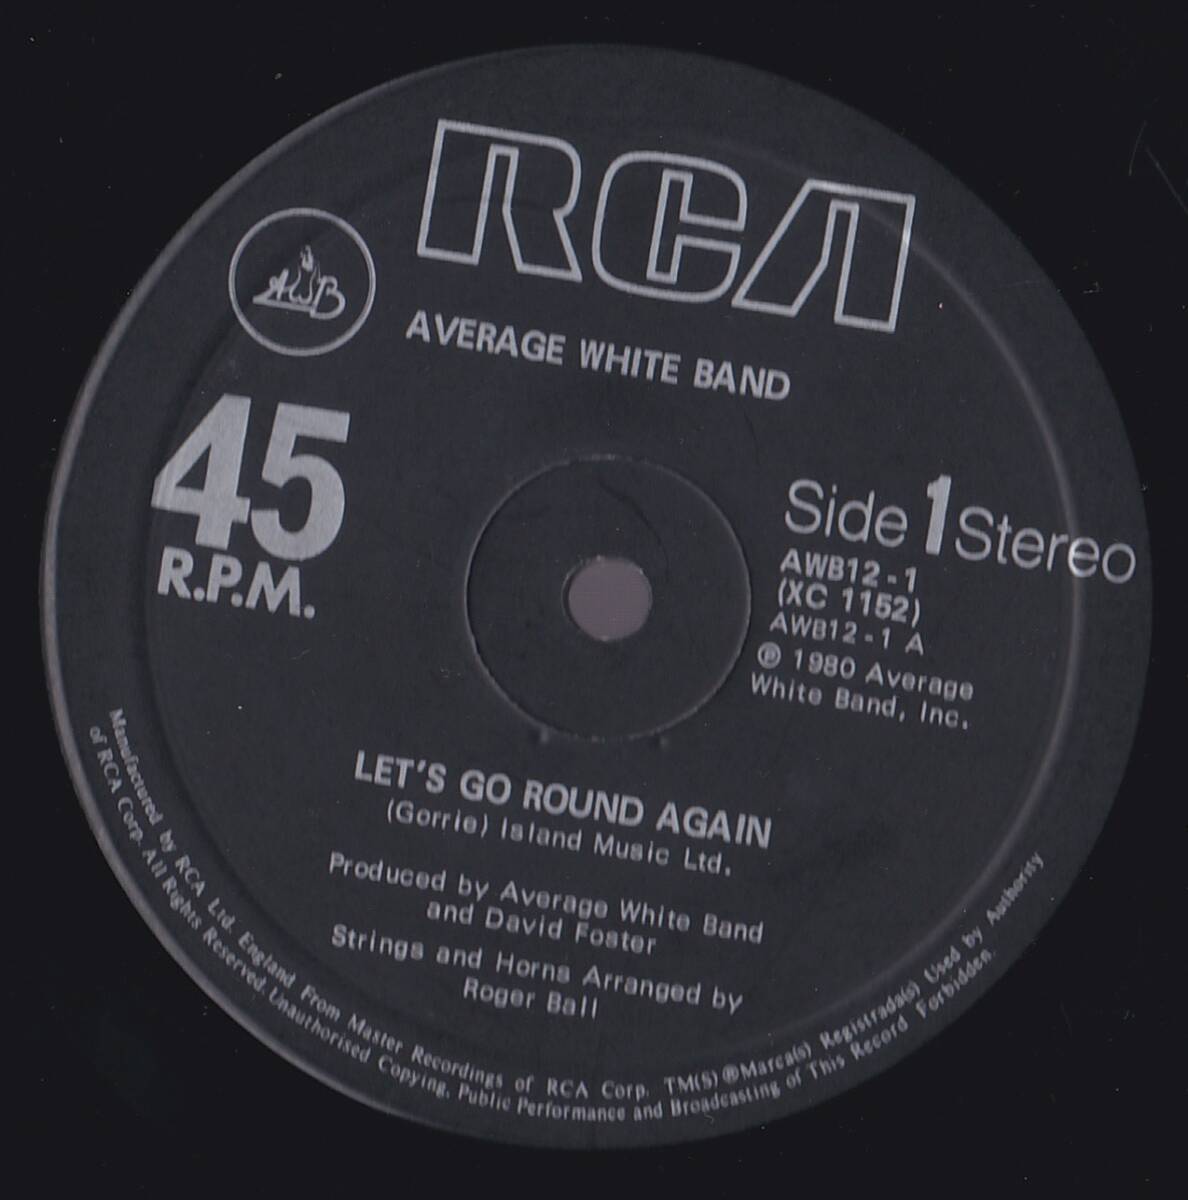 RCA
AWB
AVERAGE WHITE BAND
45
R.P.M.
Side 1 Stereo
AWB12-1
(XC 1152)
AWB12-1 A
℗ 1980 Average
White Band, Inc.
LET'S GO ROUND AGAIN
(Gorrie) Island Music Ltd.
Produced by Average White Band
and David Foster
Strings and Horns Arranged by
Roger Ball
Manufactured by RCA Ltd. England From Master Recordings of RCA Corp. TM(S) ®Marca(s) Registrada(s) Used by Authority
of RCA Corp. All Rights Reserved. Unauthorised Copying, Public Performance and Broadcasting of This Record Forbidden.